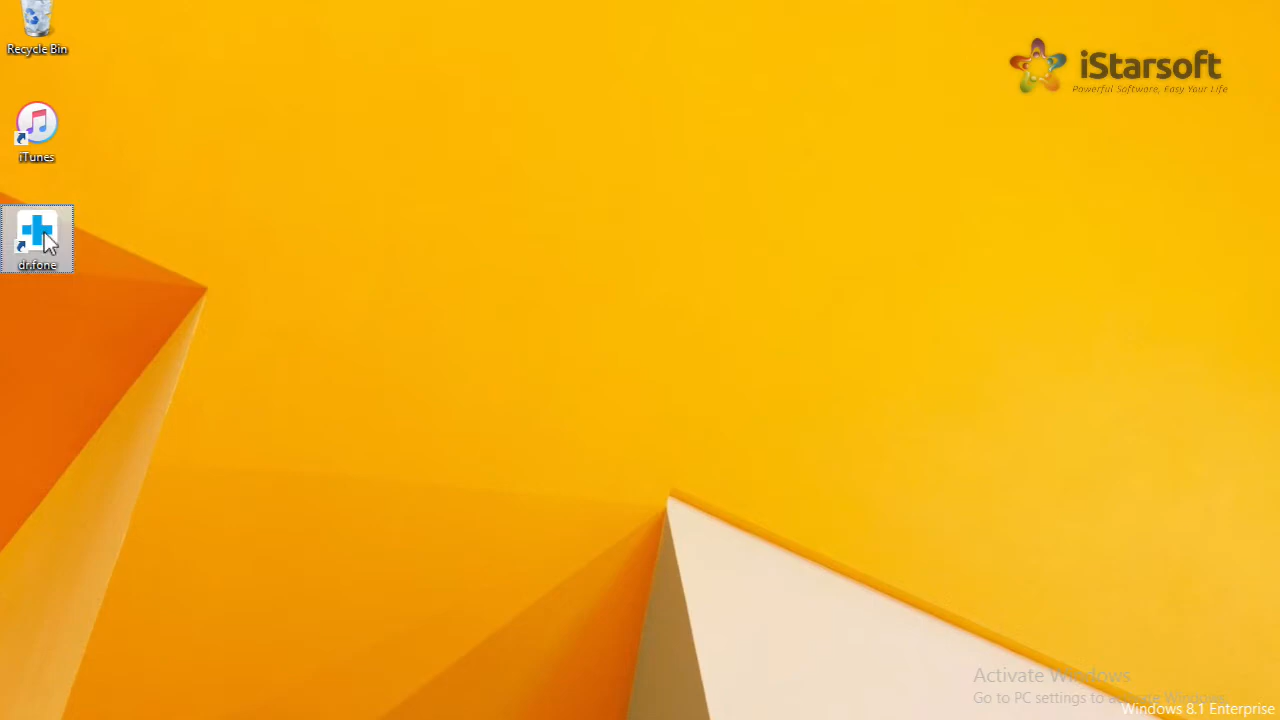 Recycle Bin
iStarsoft
Powerful Software, Easy Your Life
iTunes
dr.fone
Activate Windows
Go to PC settings to activate Windows.
Windows 8.1 Enterprise